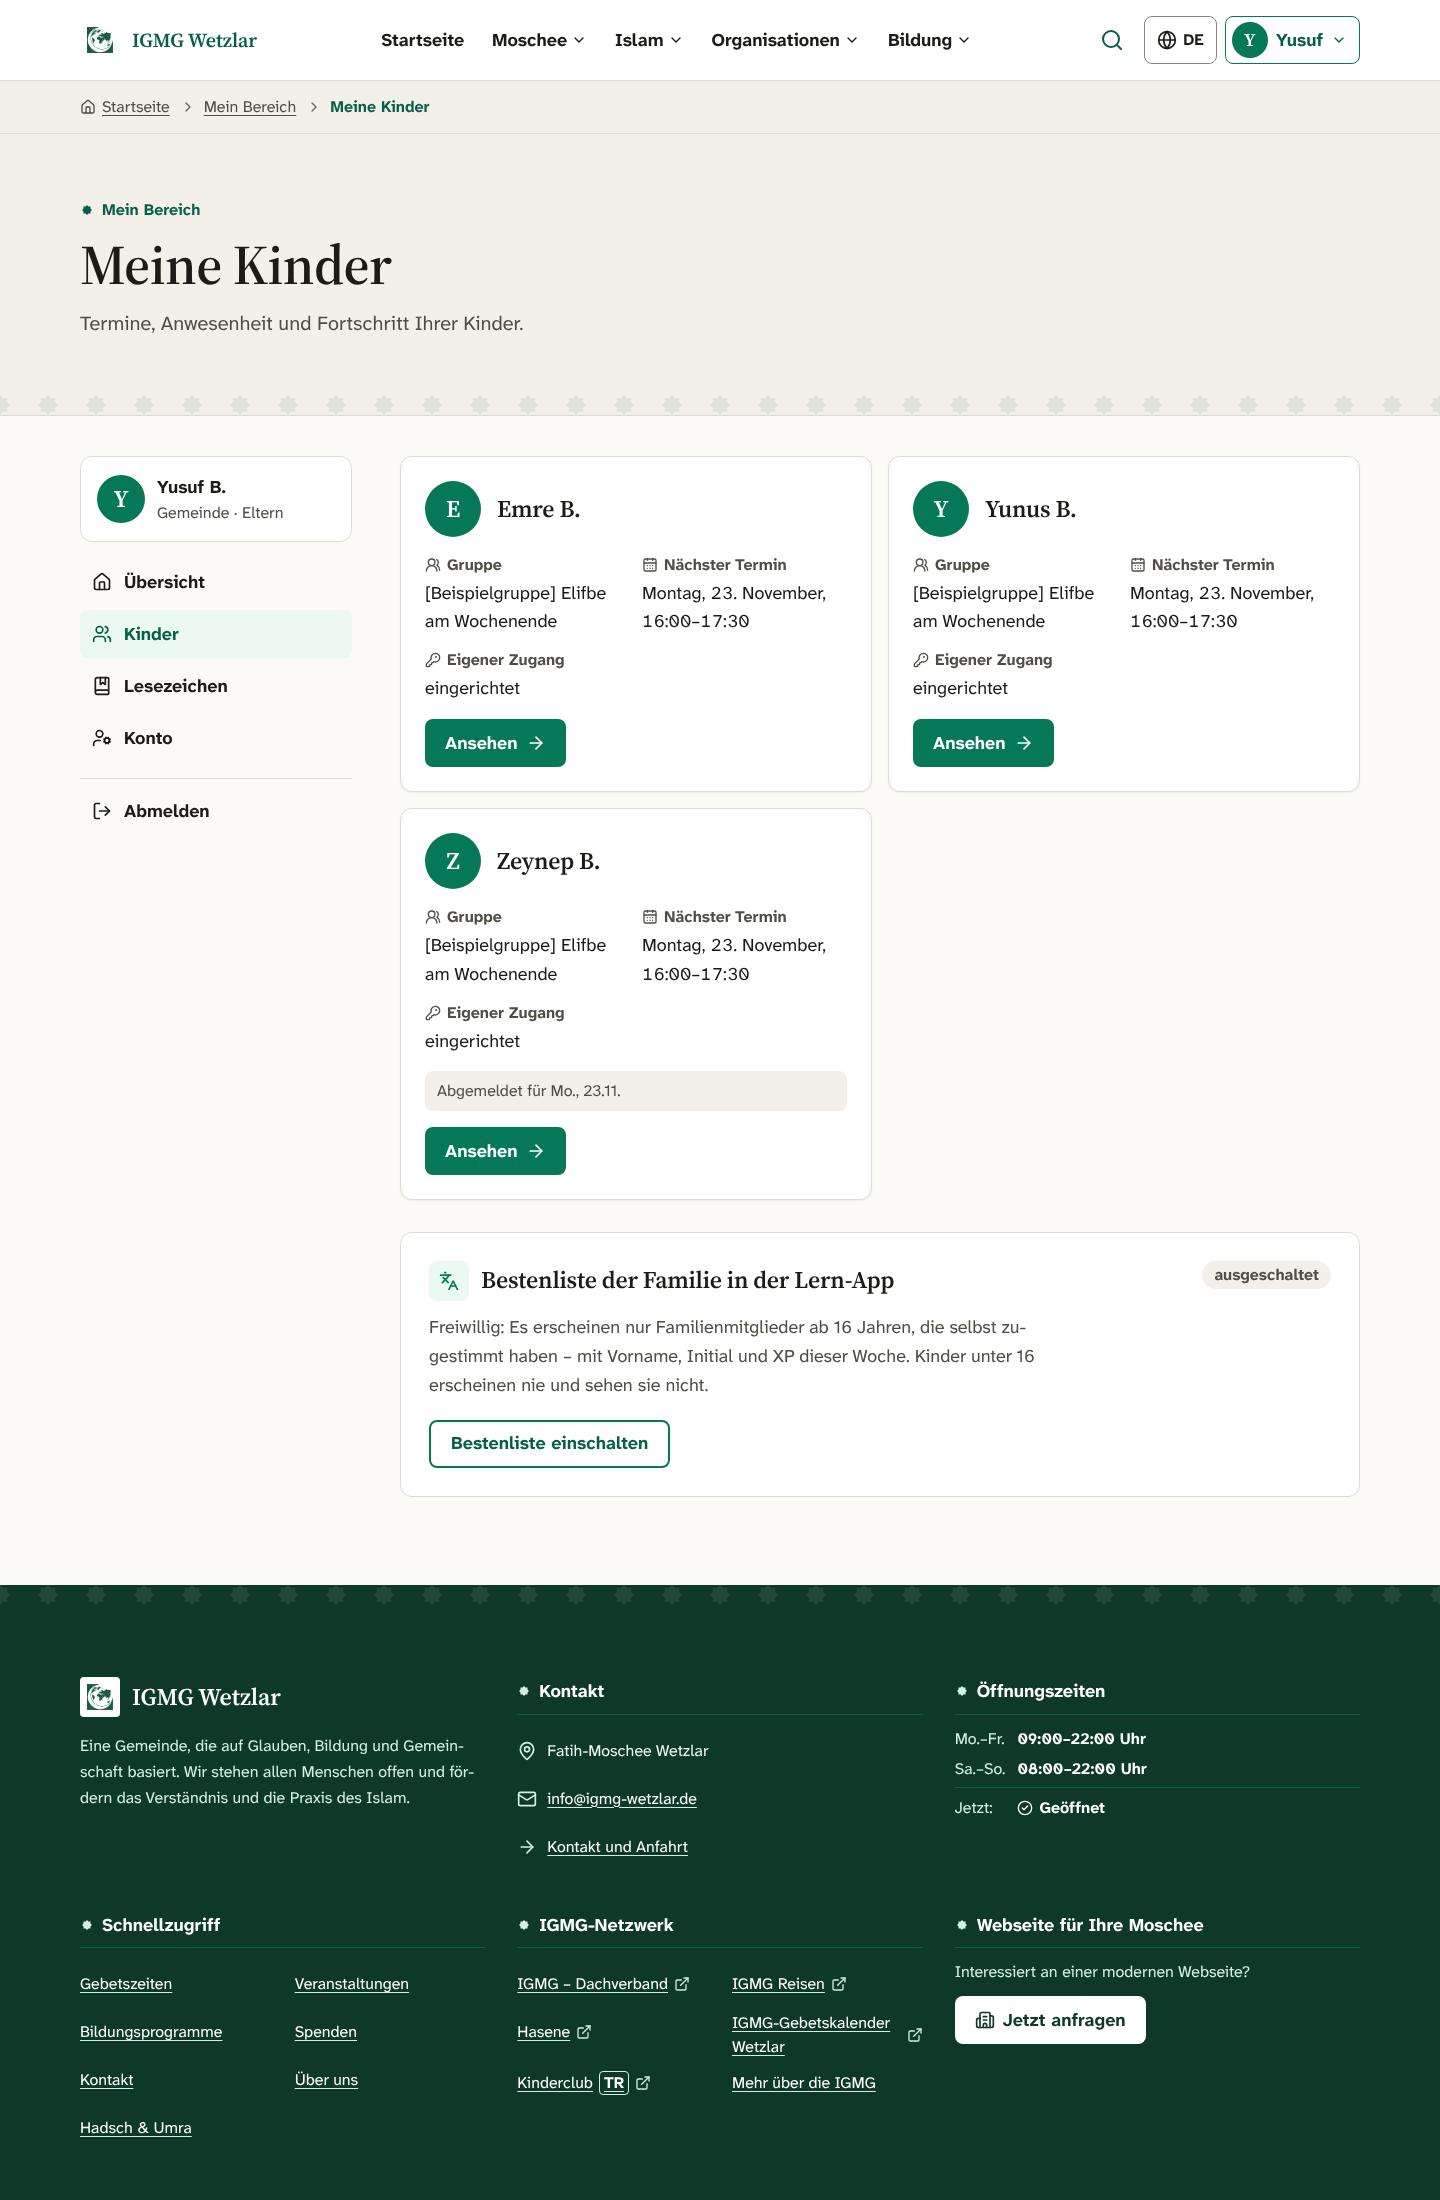 IGMG Wetzlar
Startseite Moschee Islam Organisationen Bildung
DE
Y Yusuf
Startseite > Mein Bereich > Meine Kinder
Mein Bereich
Meine Kinder
Termine, Anwesenheit und Fortschritt Ihrer Kinder.
Y
Yusuf B.
Gemeinde · Eltern
Übersicht
Kinder
Lesezeichen
Konto
Abmelden
E Emre B.
Gruppe
[Beispielgruppe] Elifbe
am Wochenende
Nächster Termin
Montag, 23. November,
16:00–17:30
Eigener Zugang
eingerichtet
Ansehen
Y Yunus B.
Gruppe
[Beispielgruppe] Elifbe
am Wochenende
Nächster Termin
Montag, 23. November,
16:00–17:30
Eigener Zugang
eingerichtet
Ansehen
Z Zeynep B.
Gruppe
[Beispielgruppe] Elifbe
am Wochenende
Nächster Termin
Montag, 23. November,
16:00–17:30
Eigener Zugang
eingerichtet
Abgemeldet für Mo., 23.11.
Ansehen
Bestenliste der Familie in der Lern-App
ausgeschaltet
Freiwillig: Es erscheinen nur Familienmitglieder ab 16 Jahren, die selbst zu-
gestimmt haben – mit Vorname, Initial und XP dieser Woche. Kinder unter 16
erscheinen nie und sehen sie nicht.
Bestenliste einschalten
IGMG Wetzlar
Eine Gemeinde, die auf Glauben, Bildung und Gemein-
schaft basiert. Wir stehen allen Menschen offen und för-
dern das Verständnis und die Praxis des Islam.
Kontakt
Fatih-Moschee Wetzlar
info@igmg-wetzlar.de
Kontakt und Anfahrt
Öffnungszeiten
Mo.–Fr. 09:00–22:00 Uhr
Sa.–So. 08:00–22:00 Uhr
Jetzt: Geöffnet
Schnellzugriff
Gebetszeiten
Veranstaltungen
Bildungsprogramme
Spenden
Kontakt
Über uns
Hadsch & Umra
IGMG-Netzwerk
IGMG – Dachverband
IGMG Reisen
Hasene
IGMG-Gebetskalender
Wetzlar
Kinderclub TR
Mehr über die IGMG
Webseite für Ihre Moschee
Interessiert an einer modernen Webseite?
Jetzt anfragen